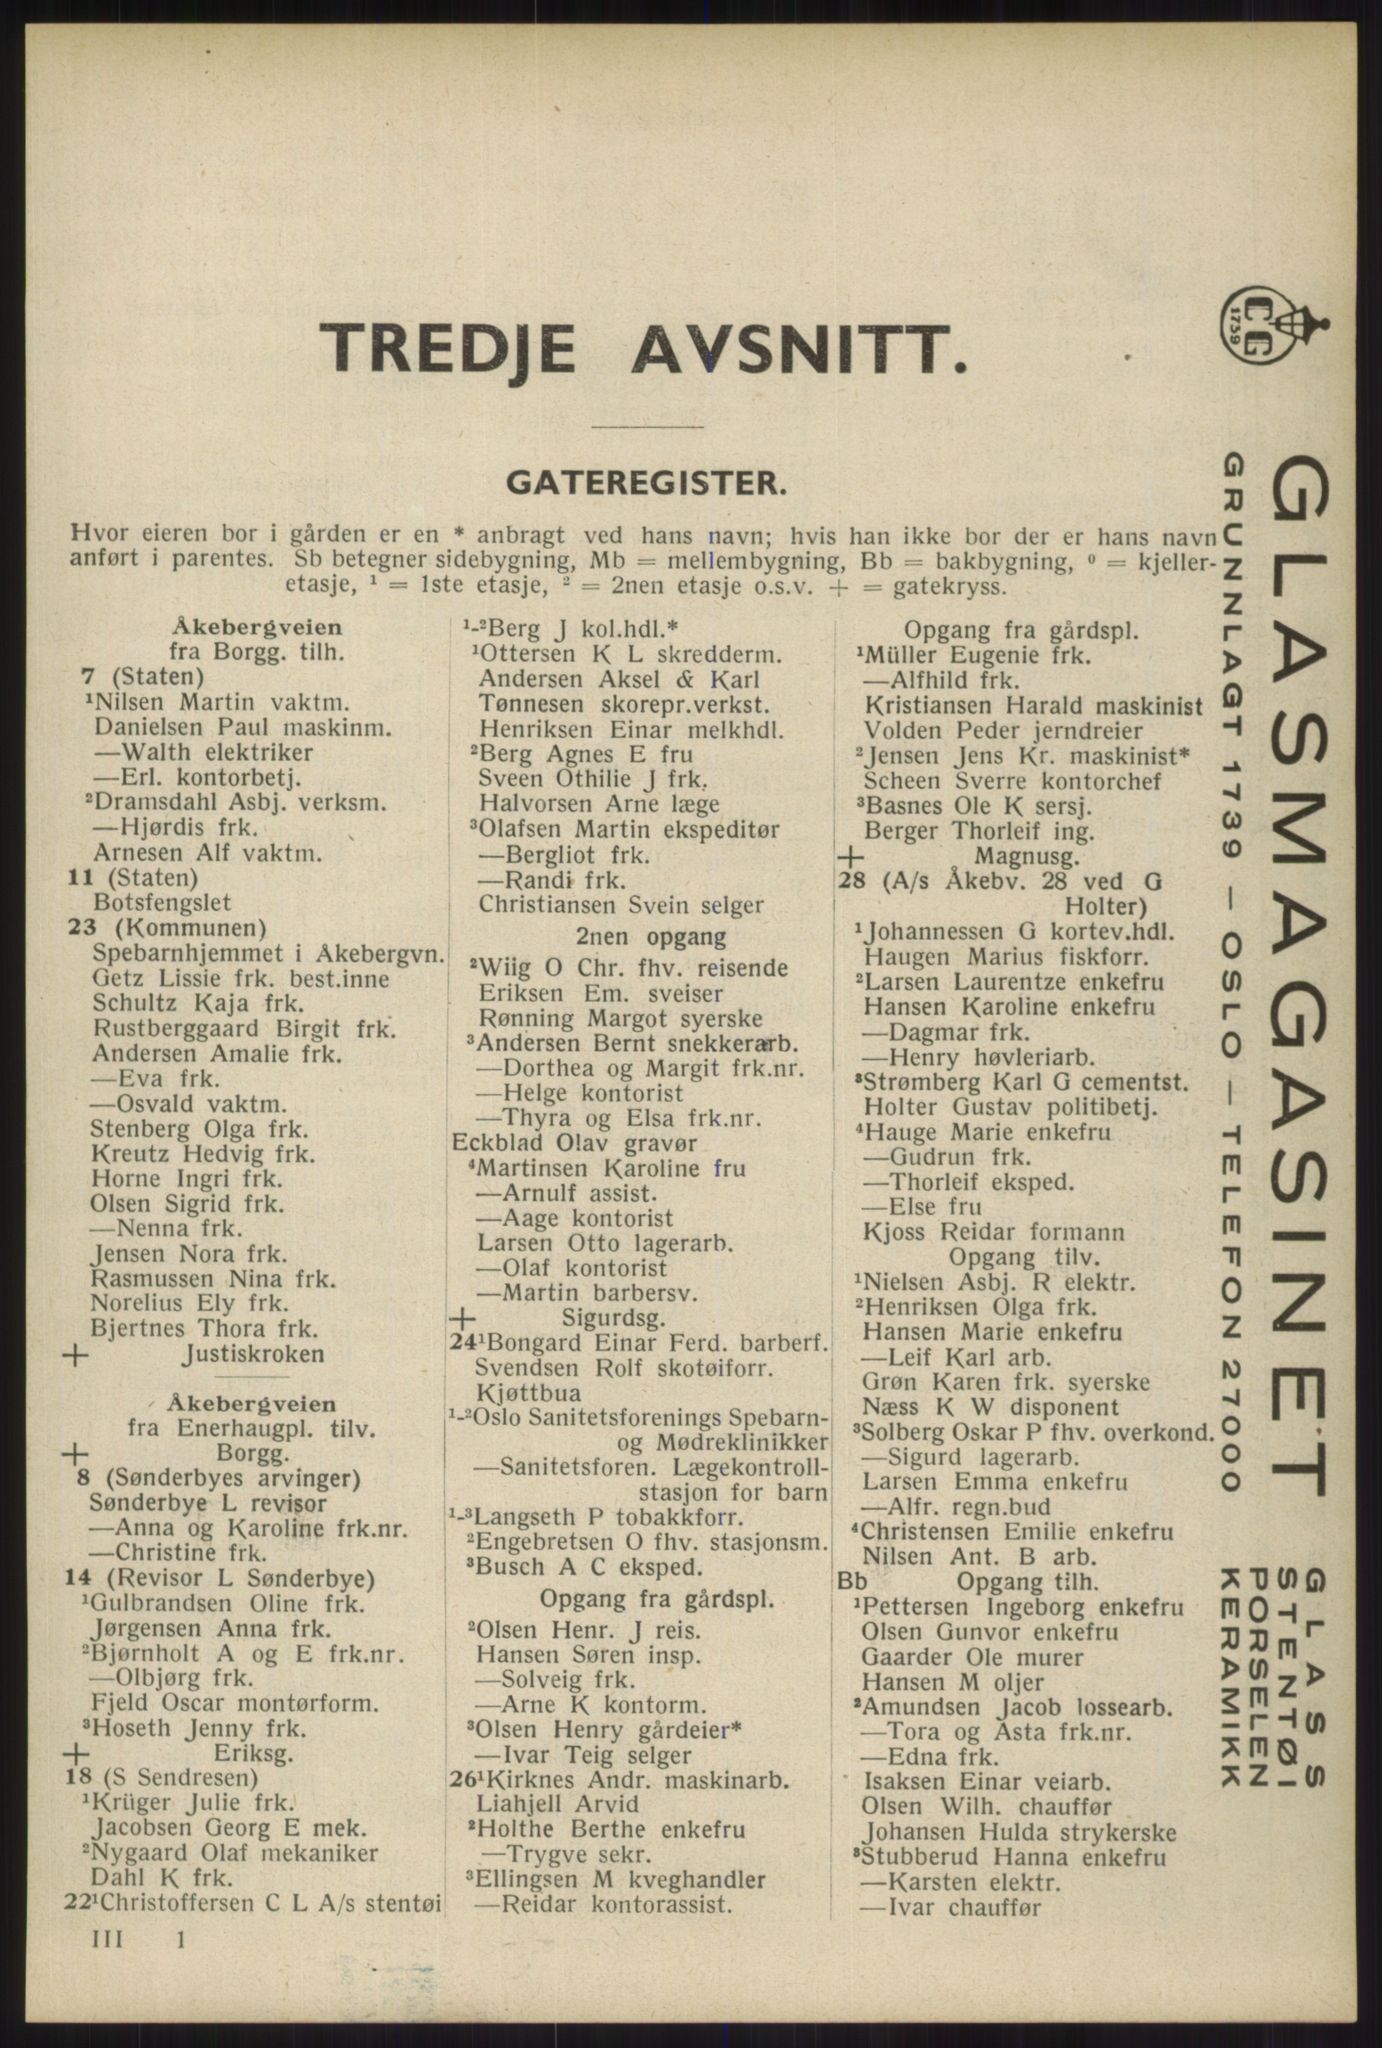 TREDJE AVSNITT.
GATEREGISTER.
Hvor eieren bor i gården er en * anbragt ved hans navn; hvis han ikke bor der er hans navn
anført i parentes. Sb betegner sidebygning, Mb = mellembygning, Bb = bakbygning, ⁰ = kjeller-
etasje, ¹ = 1ste etasje, ² = 2nen etasje o.s.v. + = gatekryss.
Åkebergveien
fra Borgg. tilh.
7 (Staten)
¹Nilsen Martin vaktm.
Danielsen Paul maskinm.
—Walth elektriker
—Erl. kontorbetj.
²Dramsdahl Asbj. verksm.
—Hjørdis frk.
Arnesen Alf vaktm.
11 (Staten)
Botsfengslet
23 (Kommunen)
Spebarnhjemmet i Åkebergvn.
Getz Lissie frk. best.inne
Schultz Kaja frk.
Rustberggaard Birgit frk.
Andersen Amalie frk.
—Eva frk.
—Osvald vaktm.
Stenberg Olga frk.
Kreutz Hedvig frk.
Horne Ingri frk.
Olsen Sigrid frk.
—Nenna frk.
Jensen Nora frk.
Rasmussen Nina frk.
Norelius Ely frk.
Bjertnes Thora frk.
+ Justiskroken
Åkebergveien
fra Enerhaugpl. tilv.
+ Borgg.
8 (Sønderbyes arvinger)
Sønderbye L revisor
—Anna og Karoline frk.nr.
—Christine frk.
14 (Revisor L Sønderbye)
¹Gulbrandsen Oline frk.
Jørgensen Anna frk.
²Bjørnholt A og E frk.nr.
—Olbjørg frk.
Fjeld Oscar montørform.
³Hoseth Jenny frk.
+ Eriksg.
18 (S Sendresen)
¹Krüger Julie frk.
Jacobsen Georg E mek.
²Nygaard Olaf mekaniker
Dahl K frk.
22¹Christoffersen C L A/s stentøi
III 1
¹-²Berg J kol.hdl.*
¹Ottersen K L skredderm.
Andersen Aksel & Karl
Tønnesen skorepr.verkst.
Henriksen Einar melkhdl.
²Berg Agnes E fru
Sveen Othilie J frk.
Halvorsen Arne læge
³Olafsen Martin ekspeditør
—Bergliot frk.
—Randi frk.
Christiansen Svein selger
2nen opgang
²Wiig O Chr. fhv. reisende
Eriksen Em. sveiser
Rønning Margot syerske
³Andersen Bernt snekkerarb.
—Dorthea og Margit frk.nr.
—Helge kontorist
—Thyra og Elsa frk.nr.
Eckblad Olav gravør
⁴Martinsen Karoline fru
—Arnulf assist.
—Aage kontorist
Larsen Otto lagerarb.
—Olaf kontorist
—Martin barbersv.
+ Sigurdsg.
24¹Bongard Einar Ferd. barberf.
Svendsen Rolf skotøiforr.
Kjøttbua
¹-²Oslo Sanitetsforenings Spebarn-
og Mødreklinikker
—Sanitetsforen. Lægekontroll-
stasjon for barn
¹-³Langseth P tobakkforr.
²Engebretsen O fhv. stasjonsm.
³Busch A C eksped.
Opgang fra gårdspl.
²Olsen Henr. J reis.
Hansen Søren insp.
—Solveig frk.
—Arne K kontorm.
³Olsen Henry gårdeier*
—Ivar Teig selger
26¹Kirknes Andr. maskinarb.
Liahjell Arvid
²Holthe Berthe enkefru
—Trygve sekr.
³Ellingsen M kveghandler
—Reidar kontorassist.
Opgang fra gårdspl.
¹Müller Eugenie frk.
—Alfhild frk.
Kristiansen Harald maskinist
Volden Peder jerndreier
²Jensen Jens Kr. maskinist*
Scheen Sverre kontorchef
³Basnes Ole K sersj.
Berger Thorleif ing.
+ Magnusg.
28 (A/s Åkebv. 28 ved G
Holter)
¹Johannessen G kortev.hdl.
Haugen Marius fiskforr.
²Larsen Laurentze enkefru
Hansen Karoline enkefru
—Dagmar frk.
—Henry høvleriarb.
³Strømberg Karl G cementst.
Holter Gustav politibetj.
⁴Hauge Marie enkefru
—Gudrun frk.
—Thorleif eksped.
—Else fru
Kjoss Reidar formann
Opgang tilv.
¹Nielsen Asbj. R elektr.
²Henriksen Olga frk.
Hansen Marie enkefru
—Leif Karl arb.
Grøn Karen frk. syerske
Næss K W disponent
³Solberg Oskar P fhv. overkond.
—Sigurd lagerarb.
Larsen Emma enkefru
—Alfr. regn.bud
⁴Christensen Emilie enkefru
Nilsen Ant. B arb.
Bb Opgang tilh.
¹Pettersen Ingeborg enkefru
Olsen Gunvor enkefru
Gaarder Ole murer
Hansen M oljer
²Amundsen Jacob lossearb.
—Tora og Asta frk.nr.
—Edna frk.
Isaksen Einar veiarb.
Olsen Wilh. chauffør
Johansen Hulda strykerske
³Stubberud Hanna enkefru
—Karsten elektr.
—Ivar chauffør
CG
1739
GLASMAGASINET
GRUNNLAGT 1739 – OSLO – TELEFON 27000
GLASS
STENTØI
PORSELEN
KERAMIKK